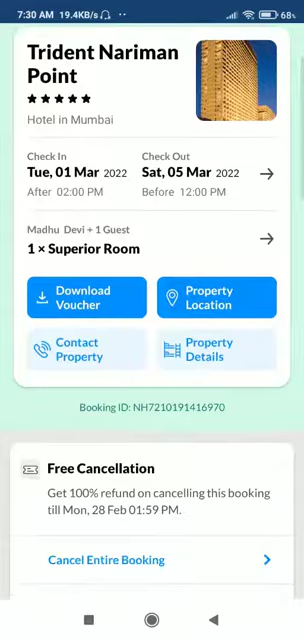 7:30 AM 19.4KB/s 68%
Trident Nariman
Point
Hotel in Mumbai
Check In Check Out
Tue, 01 Mar 2022 Sat, 05 Mar 2022
After 02:00 PM Before 12:00 PM
Madhu Devi + 1 Guest
1 × Superior Room
Download Voucher
Property Location
Contact Property
Property Details
Booking ID: NH7210191416970
Free Cancellation
Get 100% refund on cancelling this booking
till Mon, 28 Feb 01:59 PM.
Cancel Entire Booking